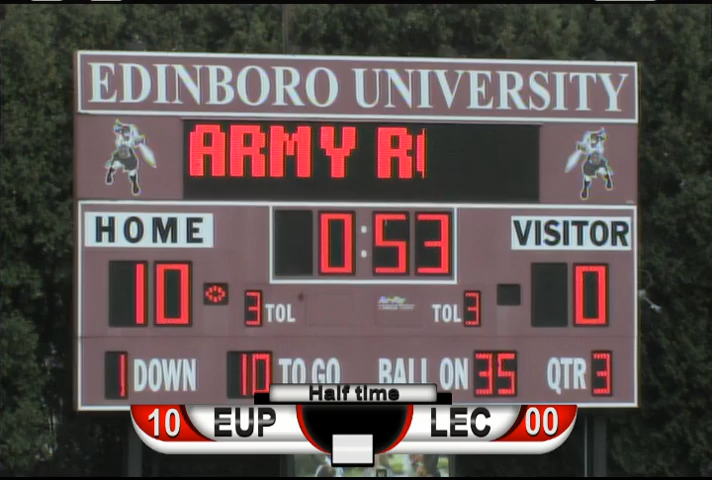 EDINBORO UNIVERSITY
ARMY R
HOME 0:53 VISITOR
10 3 TOL TOL 3 0
1 DOWN 10 TO GO BALL ON 35 QTR 3
Half time
10 EUP LEC 00